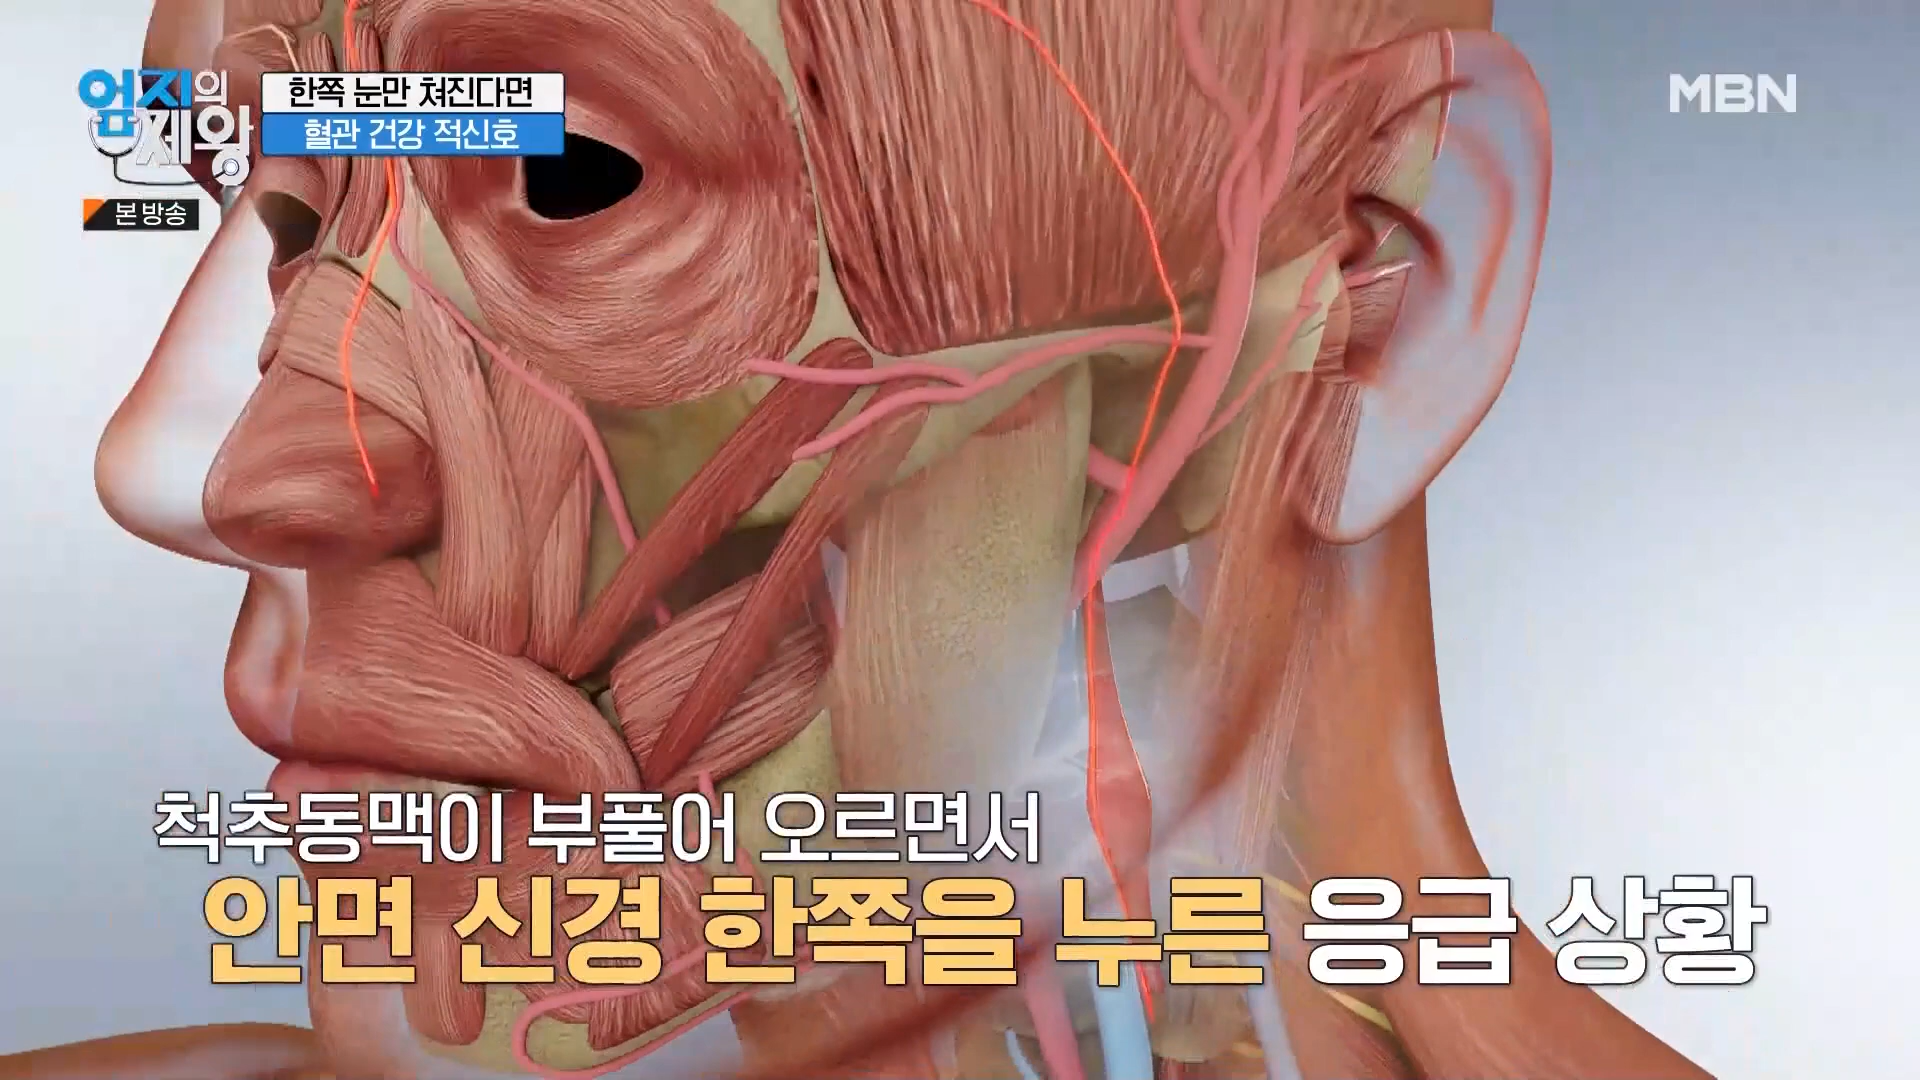 엄지의
제왕
한쪽 눈만 쳐진다면
혈관 건강 적신호
본 방송
MBN
척추동맥이 부풀어 오르면서
안면 신경 한쪽을 누른 응급 상황